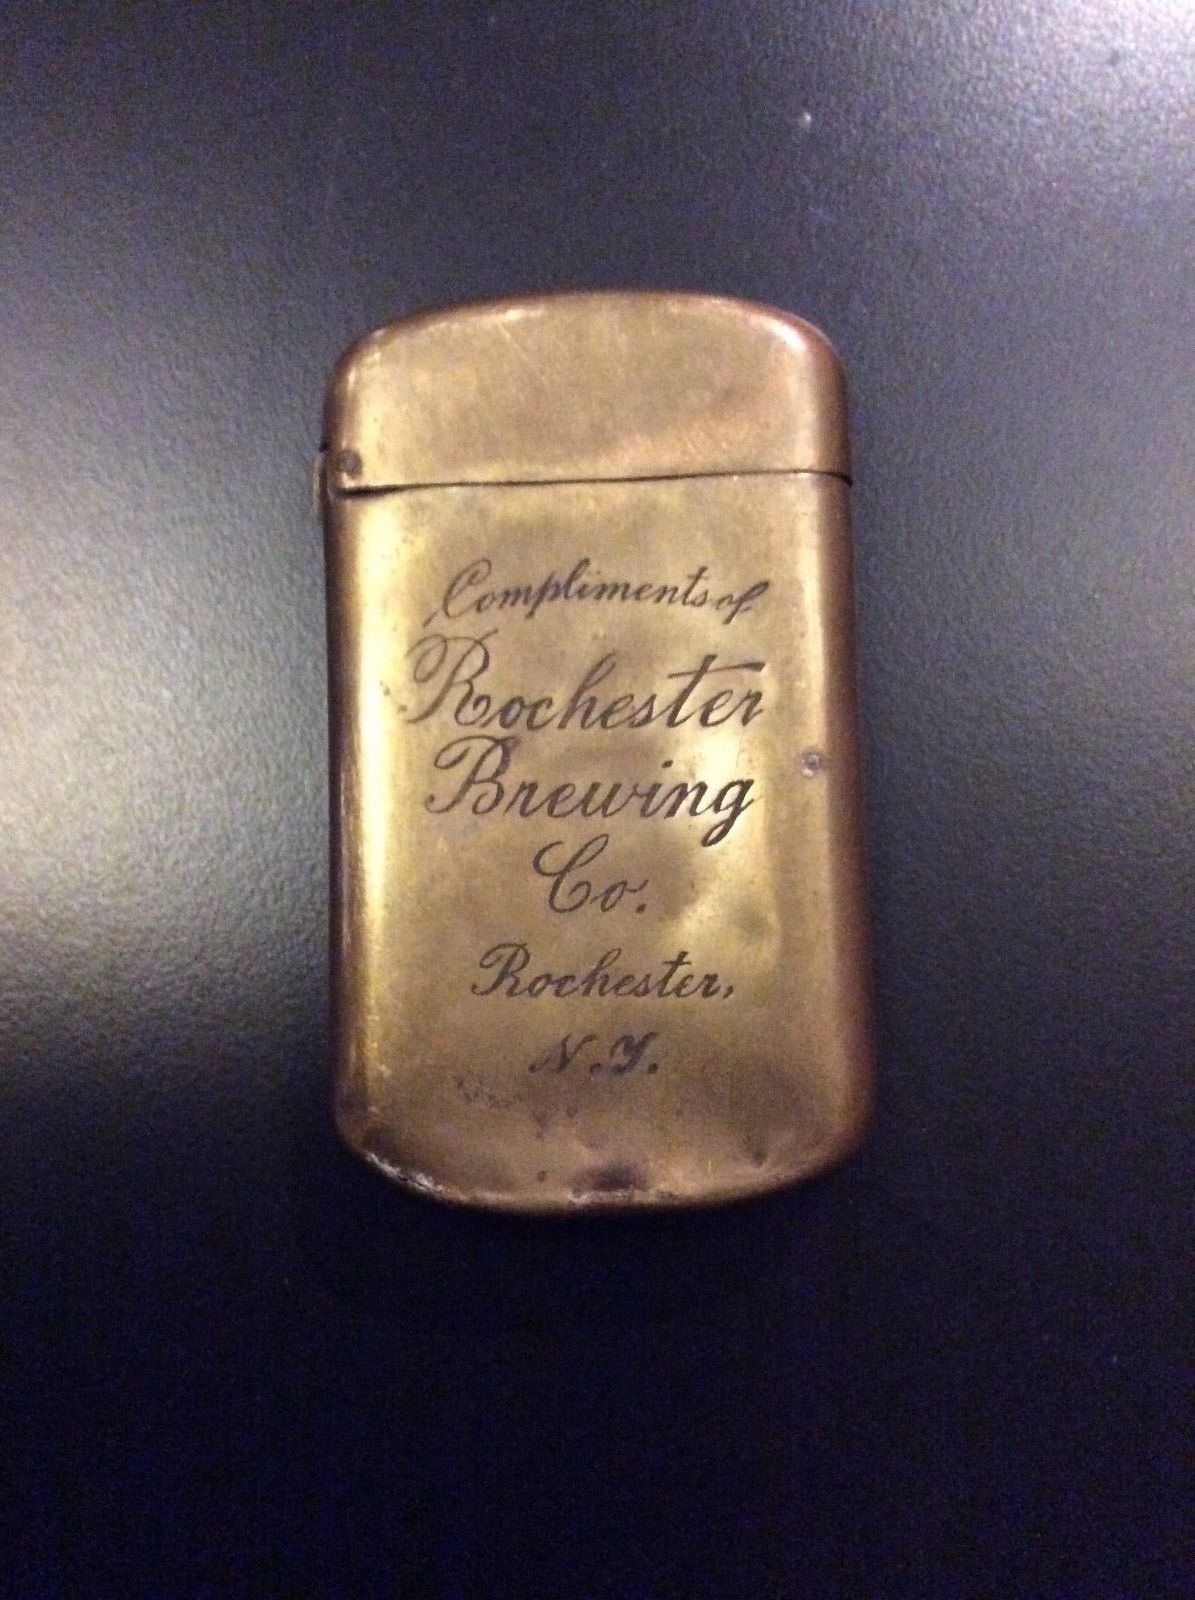 Compliments of
Rochester
Brewing
Co.
Rochester,
N.Y.